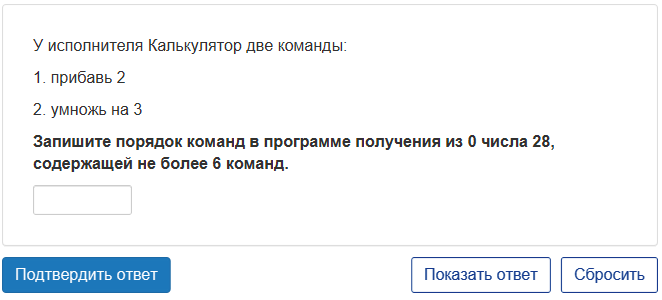 У исполнителя Калькулятор две команды:
1. прибавь 2
2. умножь на 3
Запишите порядок команд в программе получения из 0 числа 28,
содержащей не более 6 команд.
Подтвердить ответ Показать ответ Сбросить